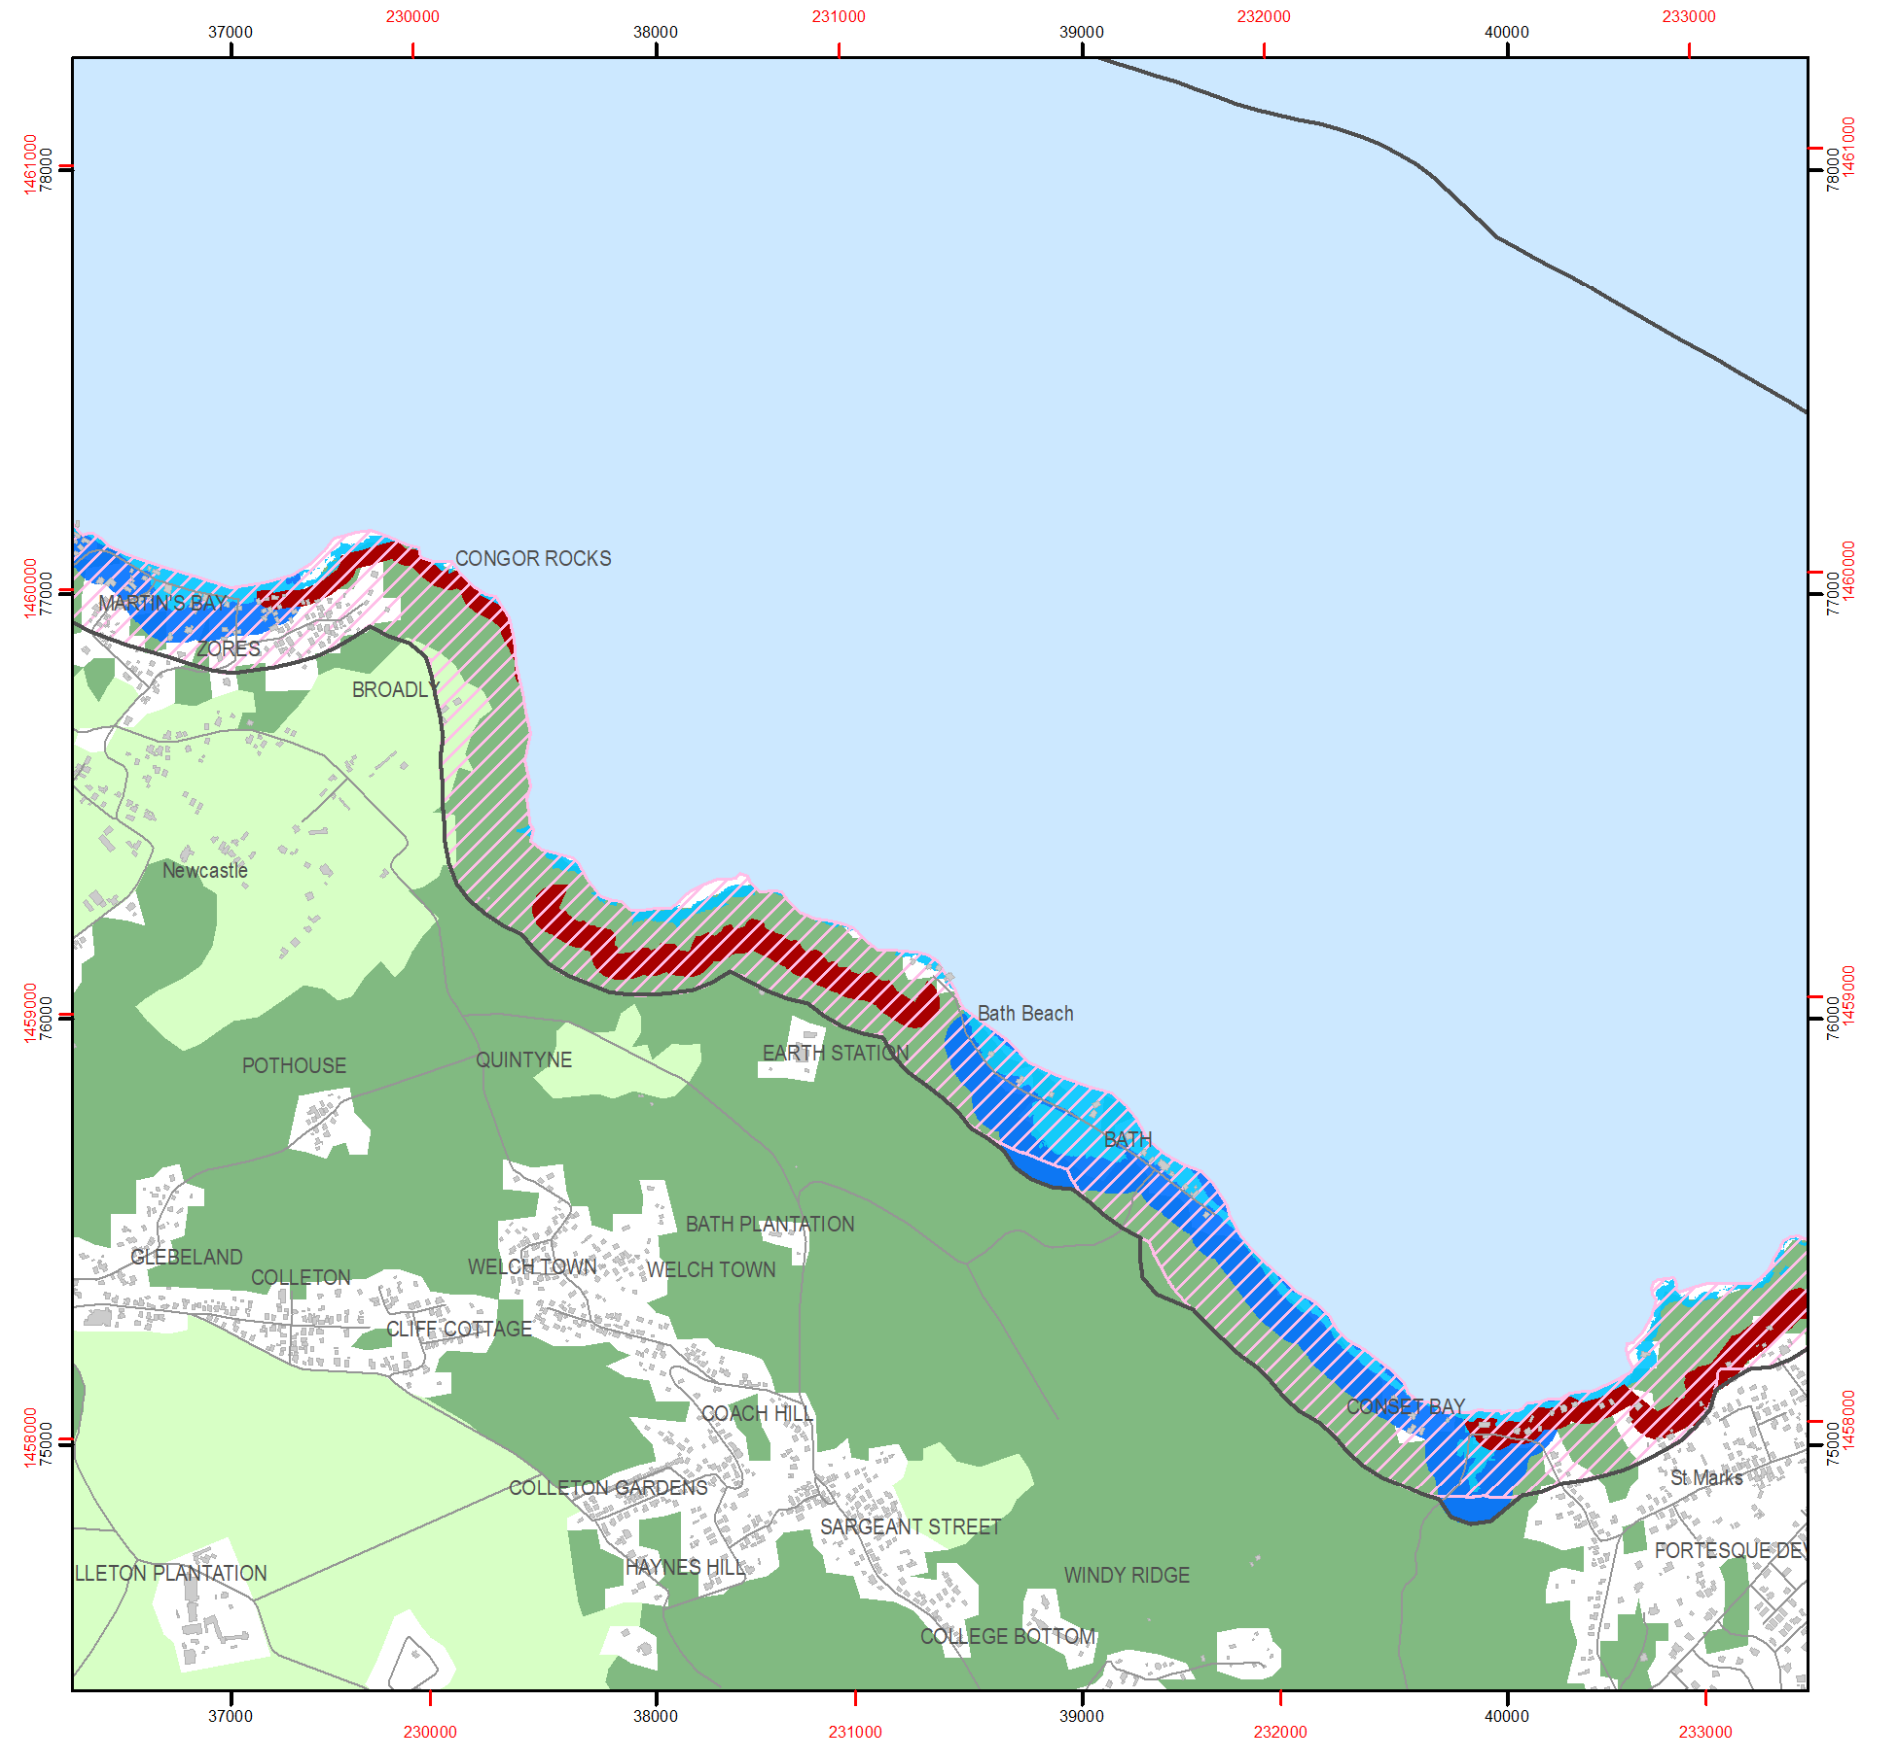 230000 231000 232000 233000
37000 38000 39000 40000
1461000 78000
78000 1461000
CONGOR ROCKS
1460000 77000
77000 1460000
MARTIN'S BAY
ZORES
BROADLY
Newcastle
1459000 76000
76000 1459000
Bath Beach
EARTH STATION
QUINTYNE
POTHOUSE
BATH
BATH PLANTATION
GLEBELAND
WELCH TOWN
WELCH TOWN
COLLETON
CLIFF COTTAGE
CONSET BAY
COACH HILL
1458000 75000
75000 1458000
St Marks
COLLETON GARDENS
SARGEANT STREET
FORTESQUE DE
HAYNES HILL
LLETON PLANTATION
WINDY RIDGE
COLLEGE BOTTOM
37000 38000 39000 40000
230000 231000 232000 233000